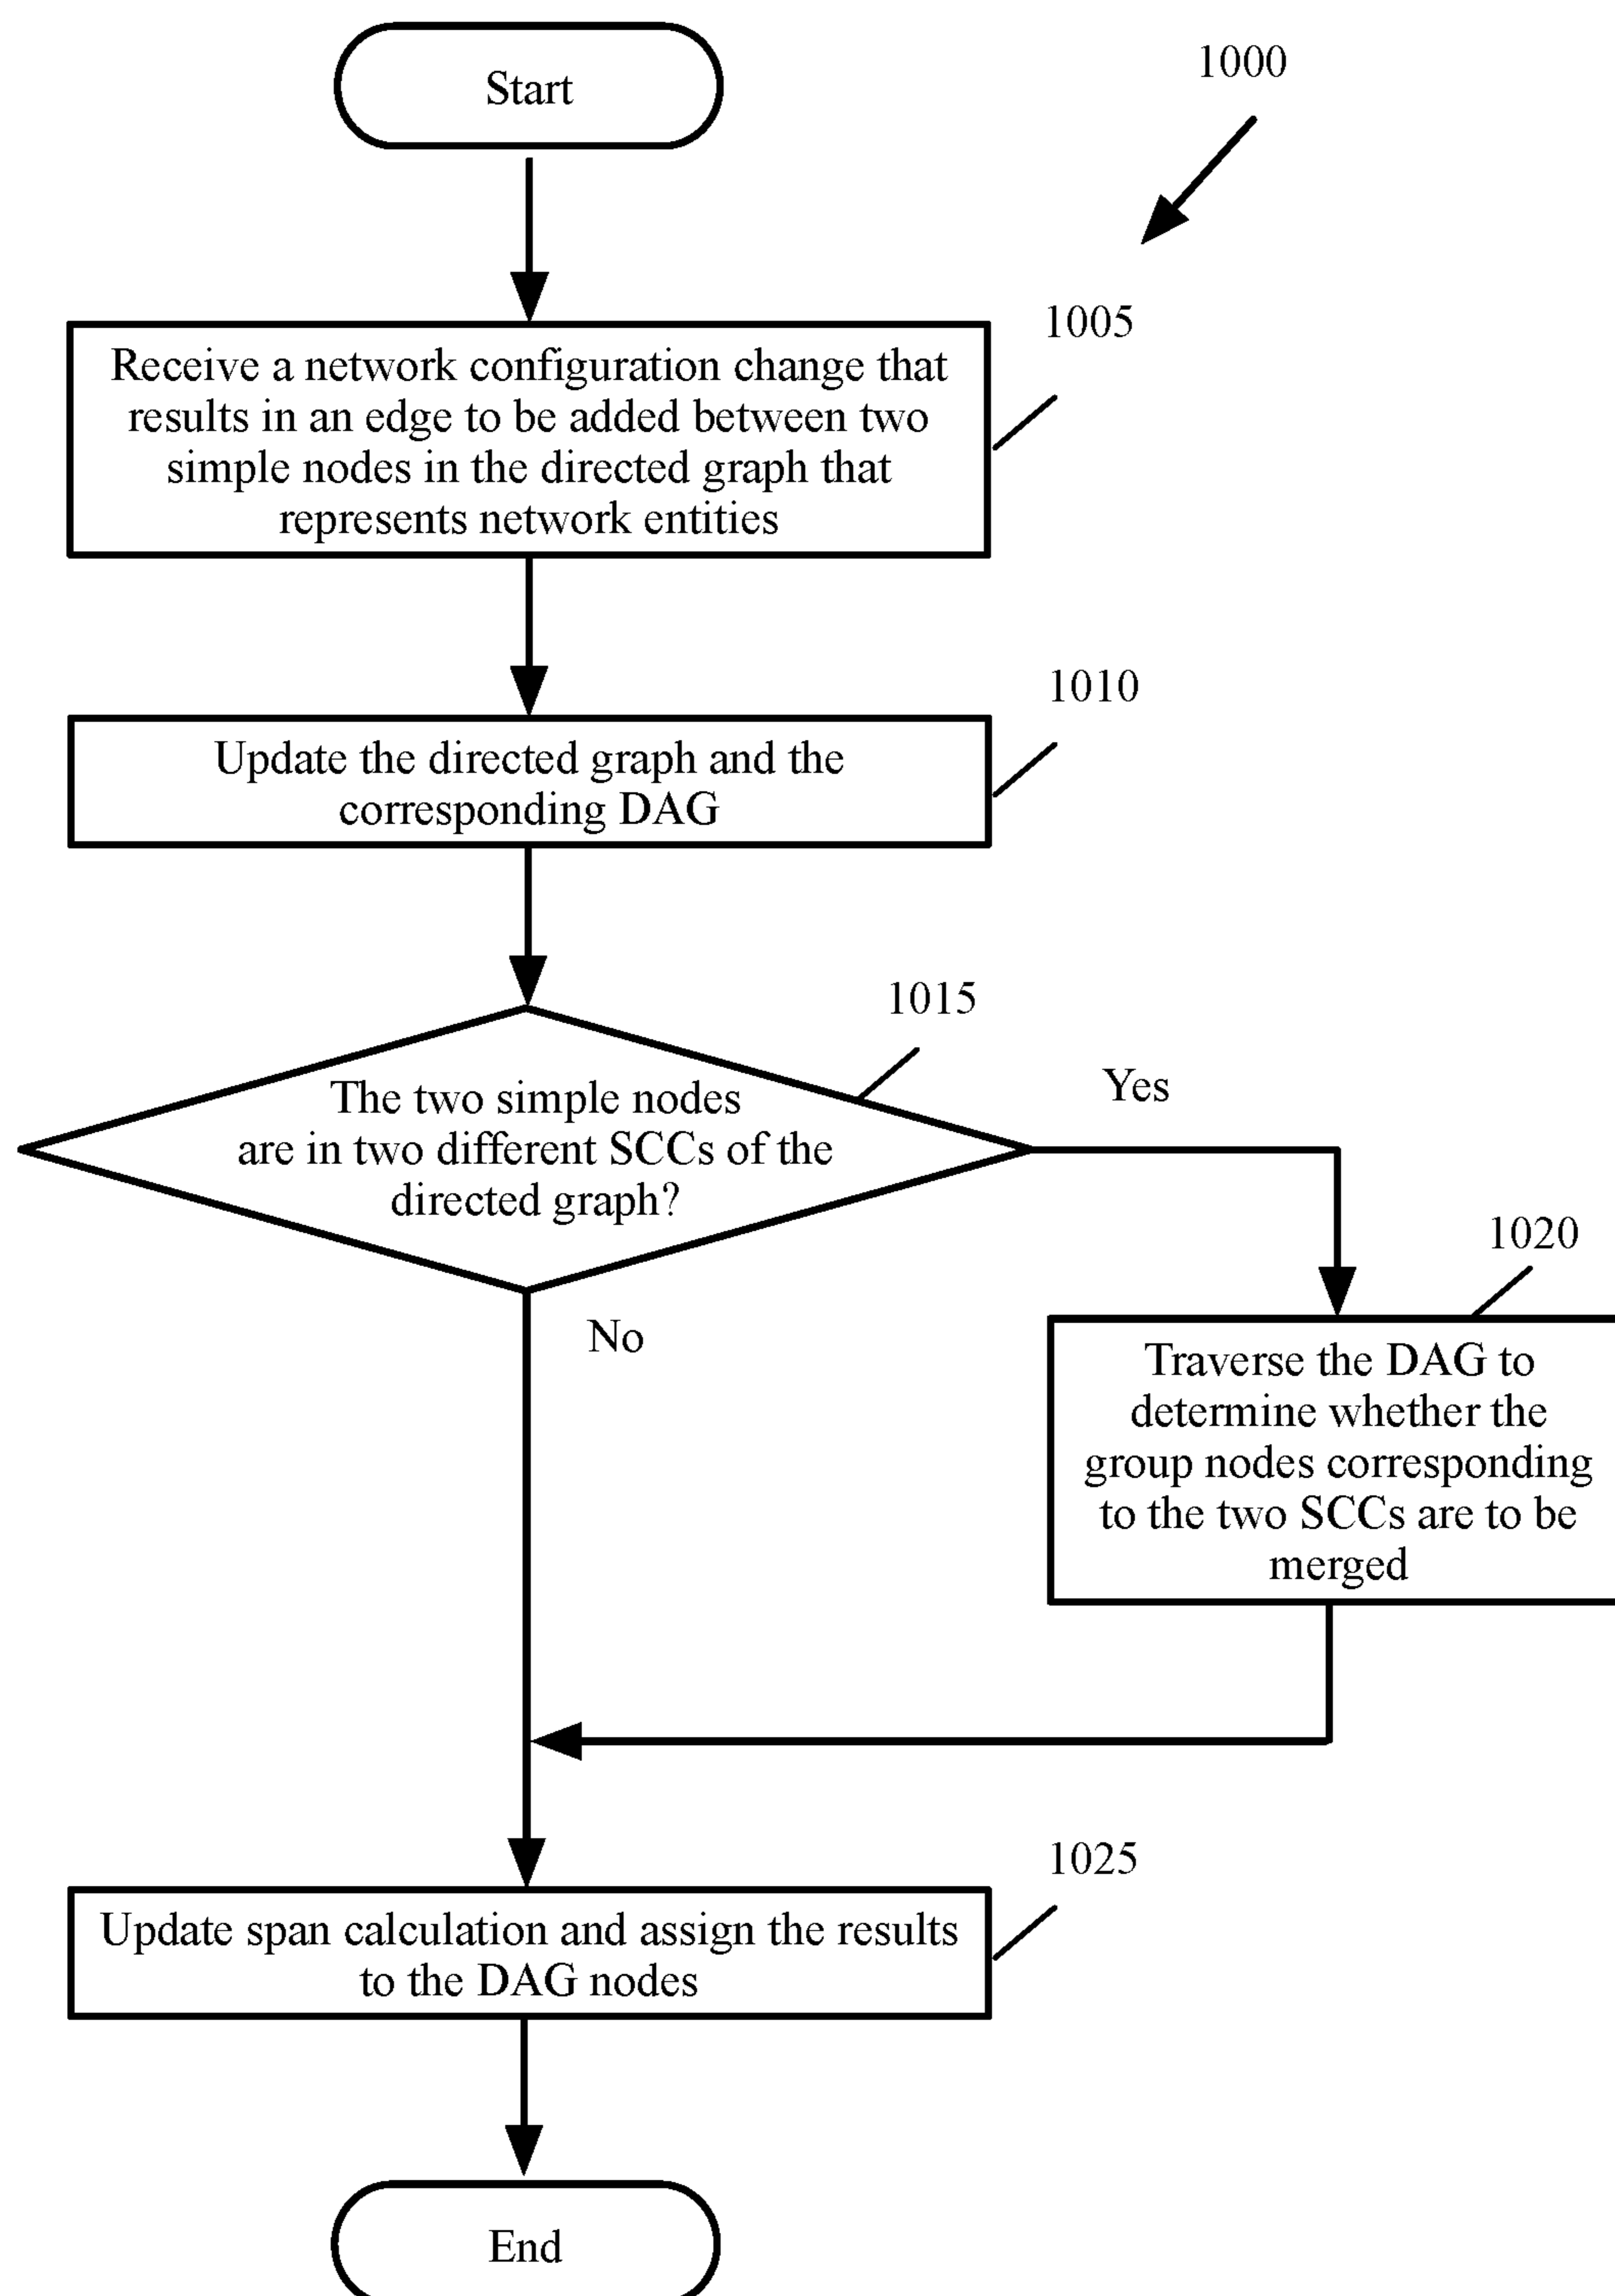 Start
1000
1005
Receive a network configuration change that
results in an edge to be added between two
simple nodes in the directed graph that
represents network entities
1010
Update the directed graph and the
corresponding DAG
1015
The two simple nodes
are in two different SCCs of the
directed graph?
Yes
No
1020
Traverse the DAG to
determine whether the
group nodes corresponding
to the two SCCs are to be
merged
1025
Update span calculation and assign the results
to the DAG nodes
End